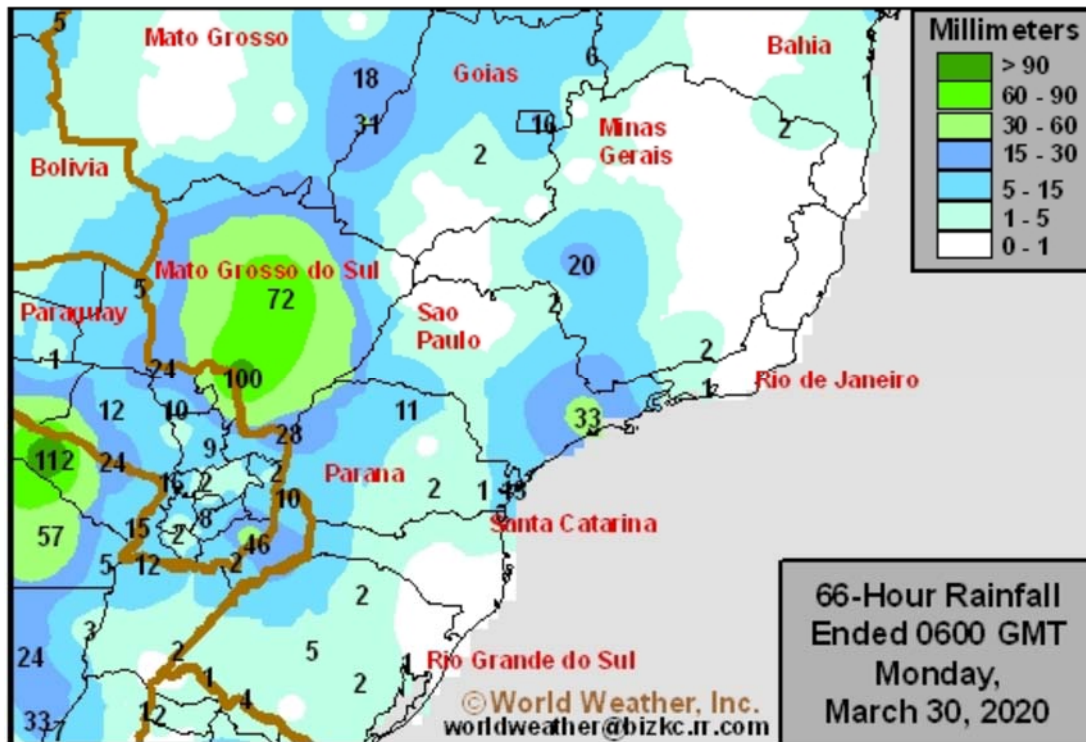 5
Mato Grosso
Bahia
6
18
Goias
31
16
Minas
Gerais
2
2
Bolivia
Mato Grosso do Sul
20
5
72
Paraguay
2
Sao
Paulo
1
2
24
100
Rio de Janeiro
1
12
10
11
33
28
9
112
24
Parana
2
16
2
2
1
10
Santa Catarina
8
57
15
2
46
5
12
2
2
3
24
2
5
Rio Grande do Sul
1
1
2
4
33
7
12
Millimeters
> 90
60 - 90
30 - 60
15 - 30
5 - 15
1 - 5
0 - 1
66-Hour Rainfall
Ended 0600 GMT
Monday,
March 30, 2020
©World Weather, Inc.
worldweather@bizkc.rr.com